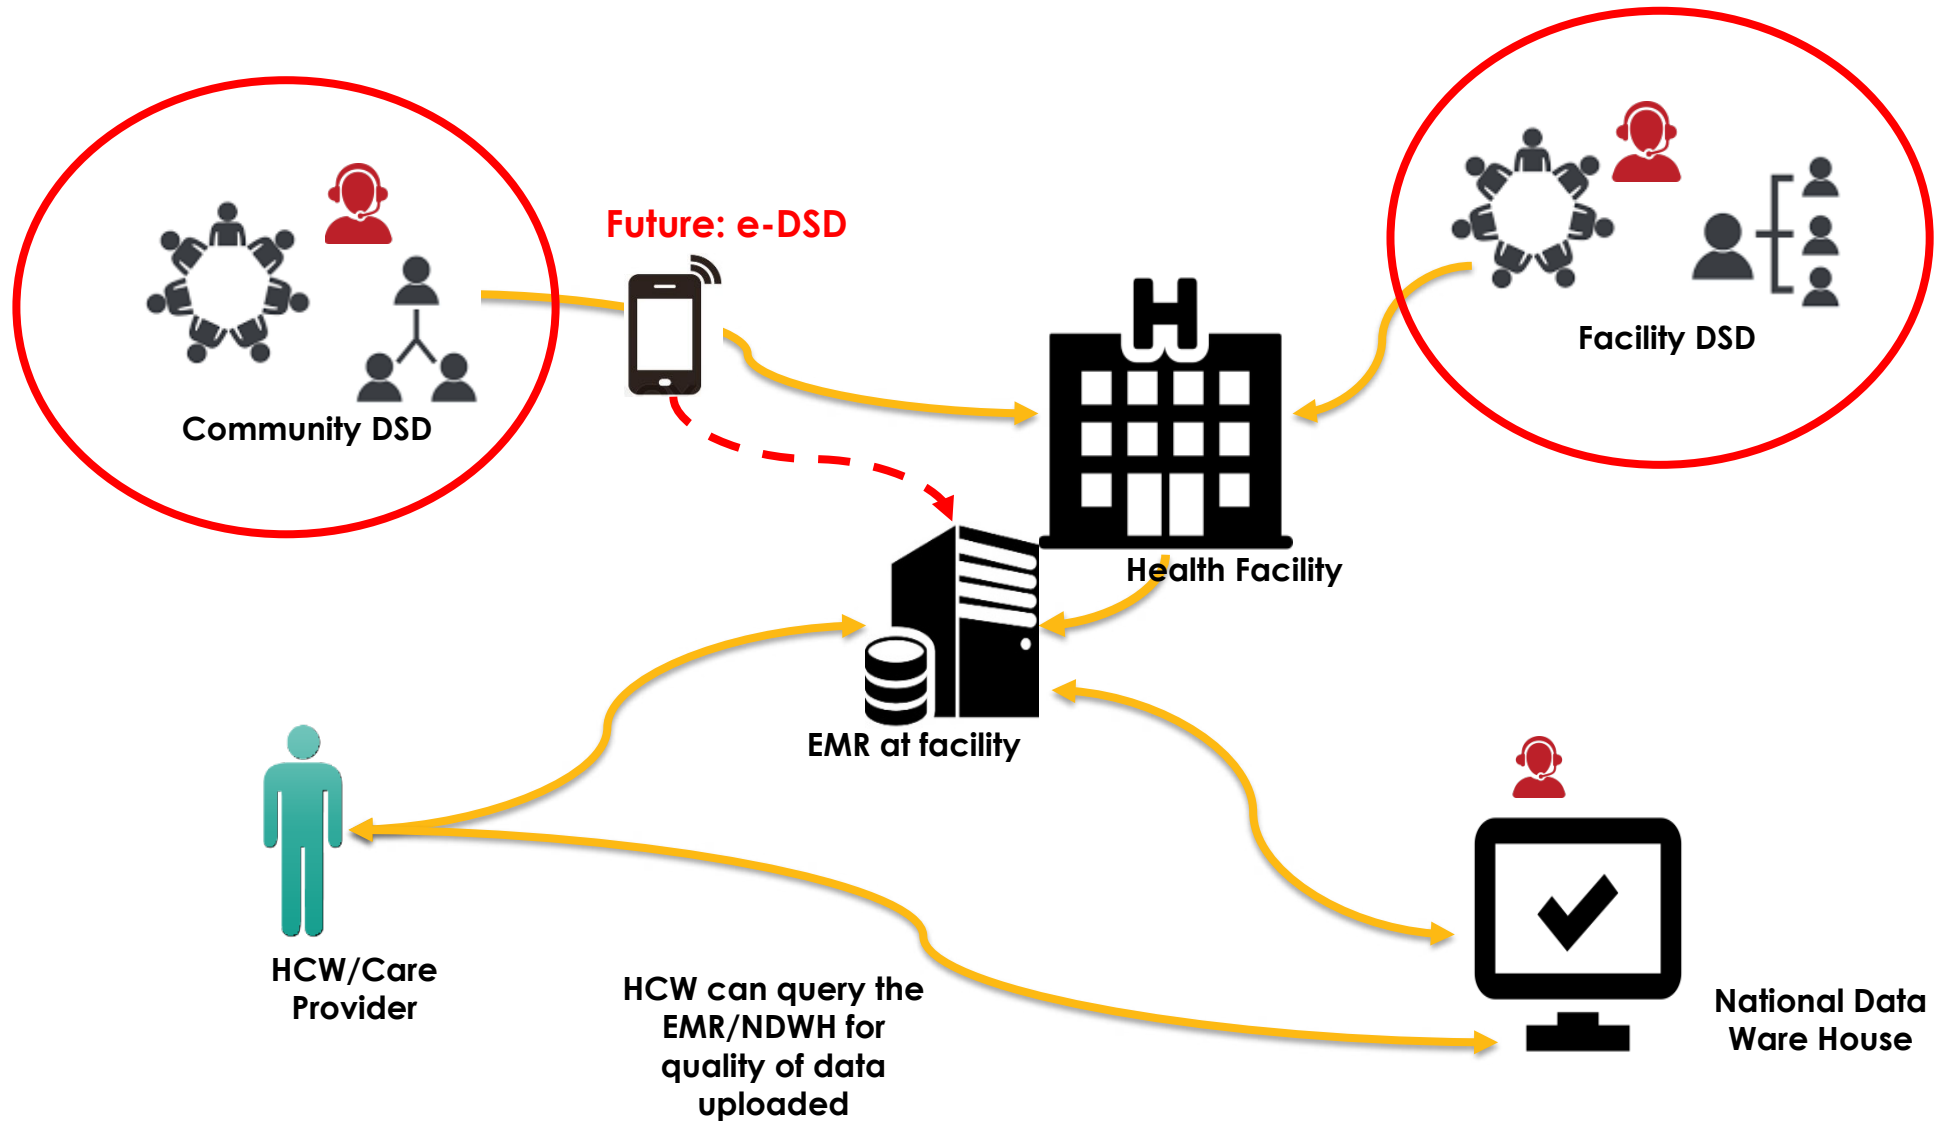 Future: e-DSD
Facility DSD
Community DSD
H
Health Facility
EMR at facility
HCW/Care
Provider
HCW can query the
EMR/NDWH for
quality of data
uploaded
National Data
Ware House